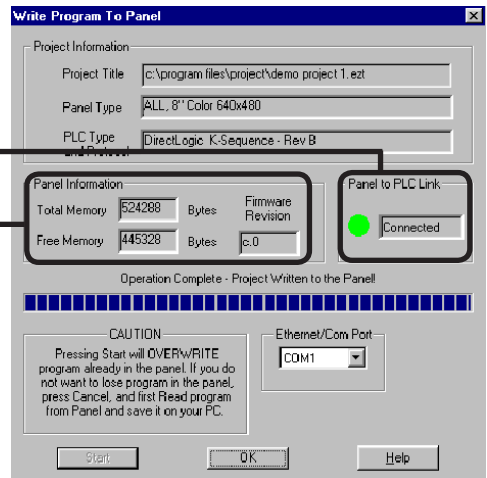 Write Program To Panel
Project Information
Project Title c:\program files\project\demo project 1.ezt
Panel Type ALL, 8" Color 640x480
PLC Type DirectLogic K-Sequence - Rev B
and Protocol
Panel Information
Total Memory 524288 Bytes Firmware Revision
Free Memory 445328 Bytes c.0
Panel to PLC Link
Connected
Operation Complete - Project Written to the Panel!
CAUTION
Pressing Start will OVERWRITE
program already in the panel. If you do
not want to lose program in the panel,
press Cancel, and first Read program
from Panel and save it on your PC.
Ethernet/Com Port
COM1
Start OK Help